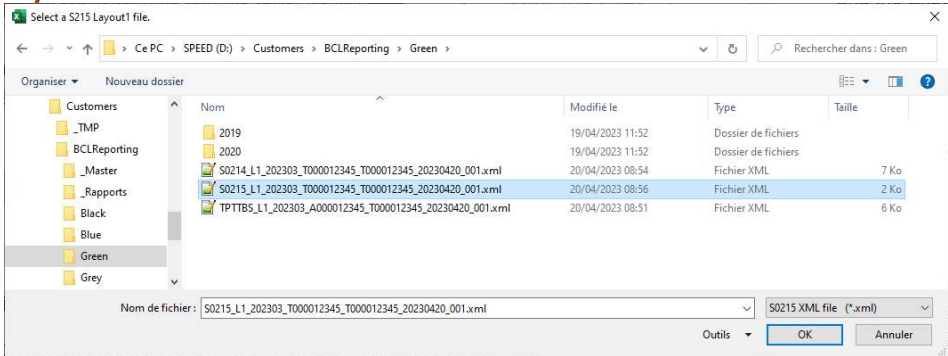 Select a S215 Layout1 file.
Ce PC > SPEED (D:) > Customers > BCLReporting > Green >
Rechercher dans : Green
Organiser
Nouveau dossier
Customers
_TMP
BCLReporting
_Master
_Rapports
Black
Blue
Green
Grey
Nom Modifié le Type Taille
2019 19/04/2023 11:52 Dossier de fichiers
2020 19/04/2023 11:52 Dossier de fichiers
S0214_L1_202303_T000012345_T000012345_20230420_001.xml 20/04/2023 08:54 Fichier XML 7 Ko
S0215_L1_202303_T000012345_T000012345_20230420_001.xml 20/04/2023 08:56 Fichier XML 2 Ko
TPTTBS_L1_202303_A000012345_T000012345_20230420_001.xml 20/04/2023 08:51 Fichier XML 6 Ko
Nom de fichier : S0215_L1_202303_T000012345_T000012345_20230420_001.xml S0215 XML file (*.xml)
Outils OK Annuler